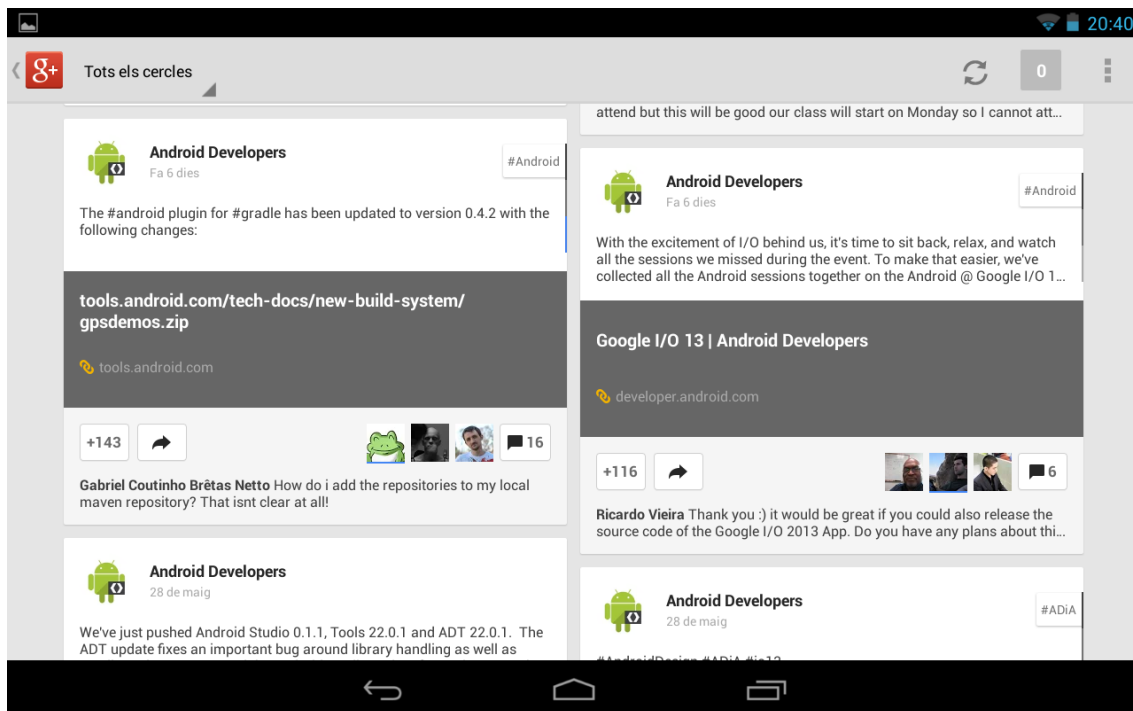 20:40
g+
Tots els cercles
0
Android Developers
Fa 6 dies
#Android
The #android plugin for #gradle has been updated to version 0.4.2 with the
following changes:
tools.android.com/tech-docs/new-build-system/
gpsdemos.zip
tools.android.com
+143
16
Gabriel Coutinho Brêtas Netto How do i add the repositories to my local
maven repository? That isnt clear at all!
Android Developers
28 de maig
We've just pushed Android Studio 0.1.1, Tools 22.0.1 and ADT 22.0.1. The
ADT update fixes an important bug around library handling as well as
attend but this will be good our class will start on Monday so I cannot att...
Android Developers
Fa 6 dies
#Android
With the excitement of I/O behind us, it's time to sit back, relax, and watch
all the sessions we missed during the event. To make that easier, we've
collected all the Android sessions together on the Android @ Google I/O 1...
Google I/O 13 | Android Developers
developer.android.com
+116
6
Ricardo Vieira Thank you :) it would be great if you could also release the
source code of the Google I/O 2013 App. Do you have any plans about thi...
Android Developers
28 de maig
#ADiA
#AndroidDesign #ADiA #io13